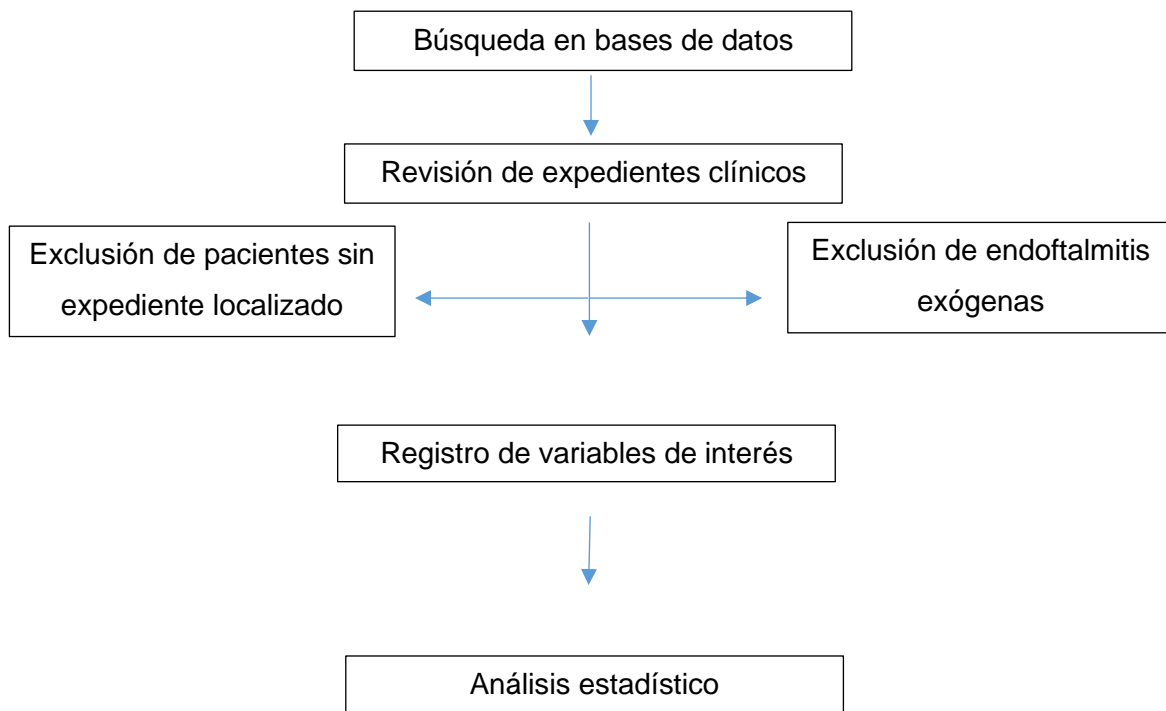 Búsqueda en bases de datos
Revisión de expedientes clínicos
Exclusión de pacientes sin
expediente localizado
Exclusión de endoftalmitis
exógenas
Registro de variables de interés
Análisis estadístico